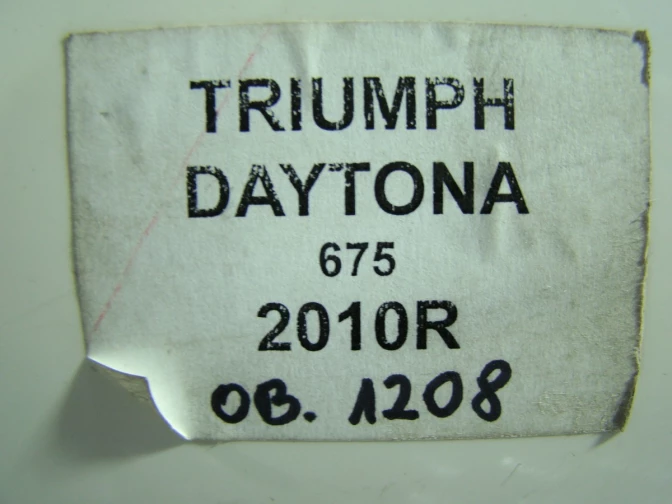 TRIUMPH
DAYTONA
675
2010R
OB. 1208